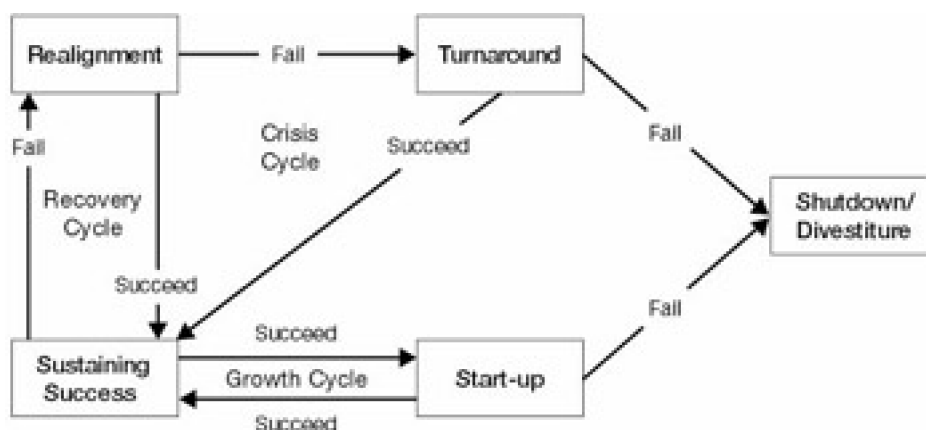 Realignment
Fail
Turnaround
Fail
Crisis
Cycle
Succeed
Fail
Recovery
Cycle
Shutdown/
Divestiture
Succeed
Fail
Succeed
Sustaining
Success
Growth Cycle
Start-up
Succeed